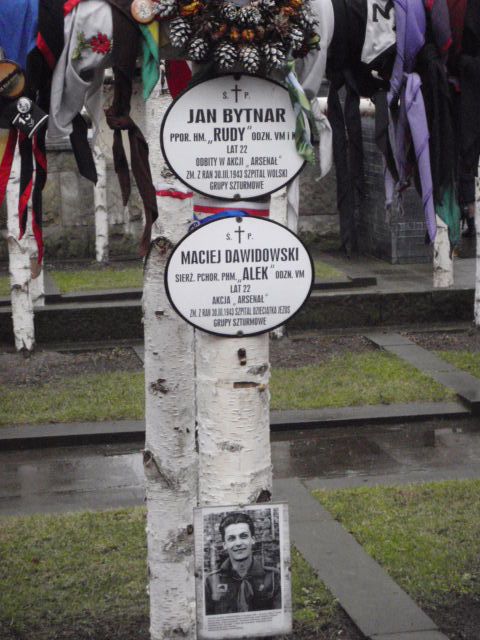 Ś. † P.
JAN BYTNAR
PPOR. HM. „RUDY" ODZN. VM i K
LAT 22
ODBITY W AKCJI „ARSENAŁ"
ZM. Z RAN 30.III.1943 SZPITAL WOLSKI
GRUPY SZTURMOWE
Ś. † P.
MACIEJ DAWIDOWSKI
SIERŻ. PCHOR. PHM. „ALEK" ODZN. VM
LAT 22
AKCJA „ARSENAŁ"
ZM. Z RAN 30.III.1943 SZPITAL DZIECIĄTKA JEZUS
GRUPY SZTURMOWE